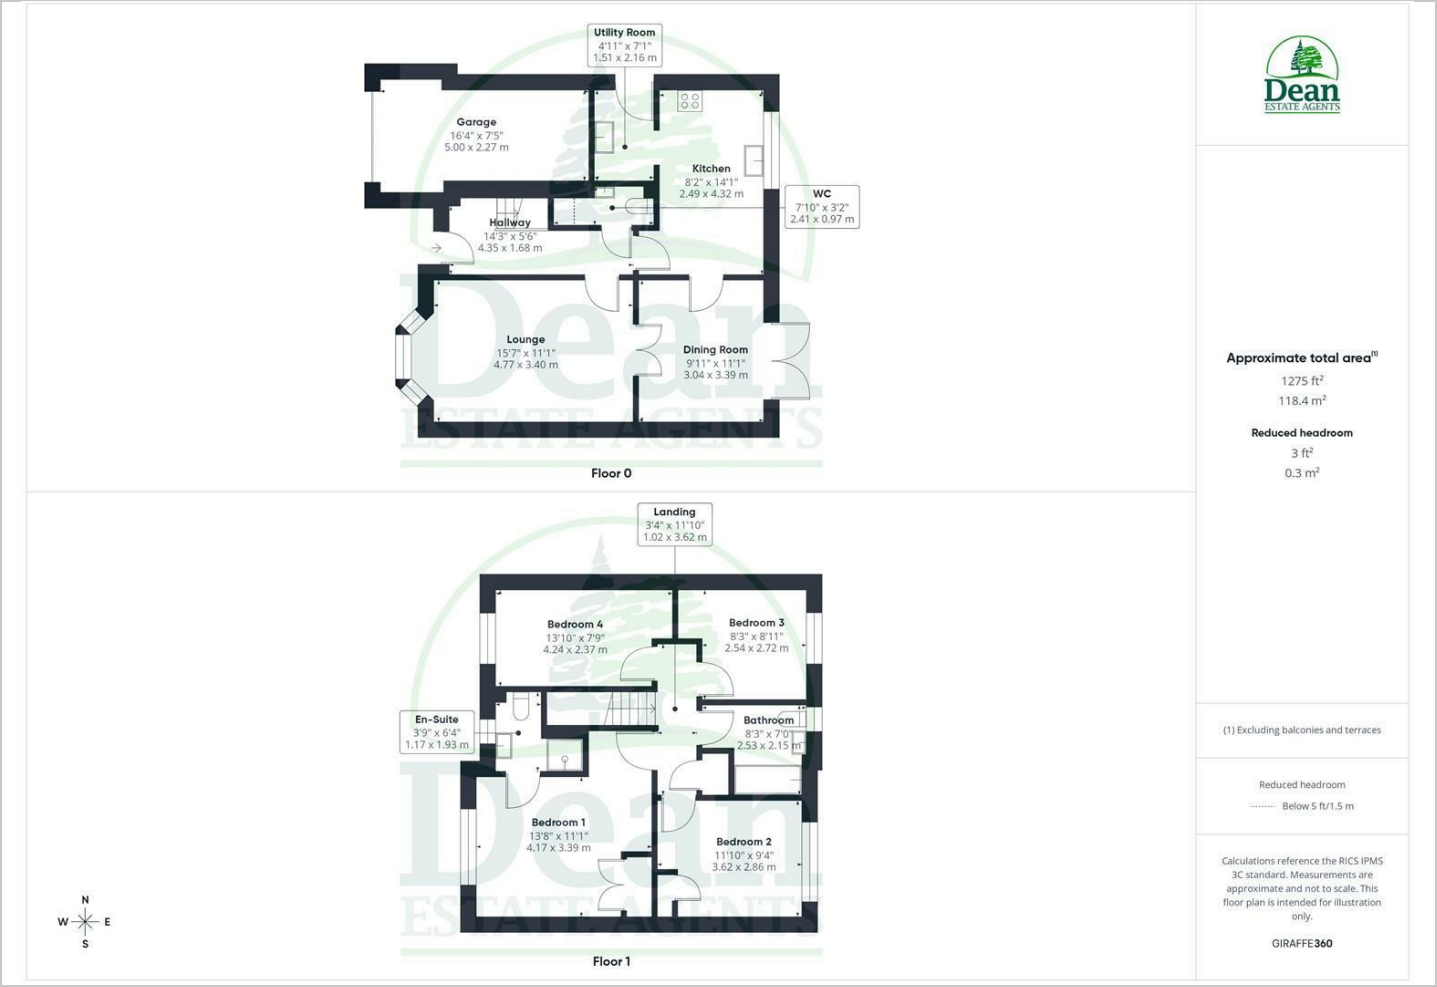 Utility Room
4'11" x 7'1"
1.51 x 2.16 m
Garage
16'4" x 7'5"
5.00 x 2.27 m
Kitchen
8'2" x 14'1"
2.49 x 4.32 m
WC
7'10" x 3'2"
2.41 x 0.97 m
Hallway
14'3" x 5'6"
4.35 x 1.68 m
Lounge
15'7" x 11'1"
4.77 x 3.40 m
Dining Room
9'11" x 11'1"
3.04 x 3.39 m
Dean
ESTATE AGENTS
Floor 0
Landing
3'4" x 11'10"
1.02 x 3.62 m
Bedroom 4
13'10" x 7'9"
4.24 x 2.37 m
Bedroom 3
8'3" x 8'11"
2.54 x 2.72 m
En-Suite
3'9" x 6'4"
1.17 x 1.93 m
Bathroom
8'3" x 7'0"
2.53 x 2.15 m
Bedroom 1
13'8" x 11'1"
4.17 x 3.39 m
Bedroom 2
11'10" x 9'4"
3.62 x 2.86 m
Dean
ESTATE AGENTS
Floor 1
N
W E
S
Dean
ESTATE AGENTS
Approximate total area⁽¹⁾
1275 ft²
118.4 m²
Reduced headroom
3 ft²
0.3 m²
(1) Excluding balconies and terraces
Reduced headroom
Below 5 ft/1.5 m
Calculations reference the RICS IPMS
3C standard. Measurements are
approximate and not to scale. This
floor plan is intended for illustration
only.
GIRAFFE360